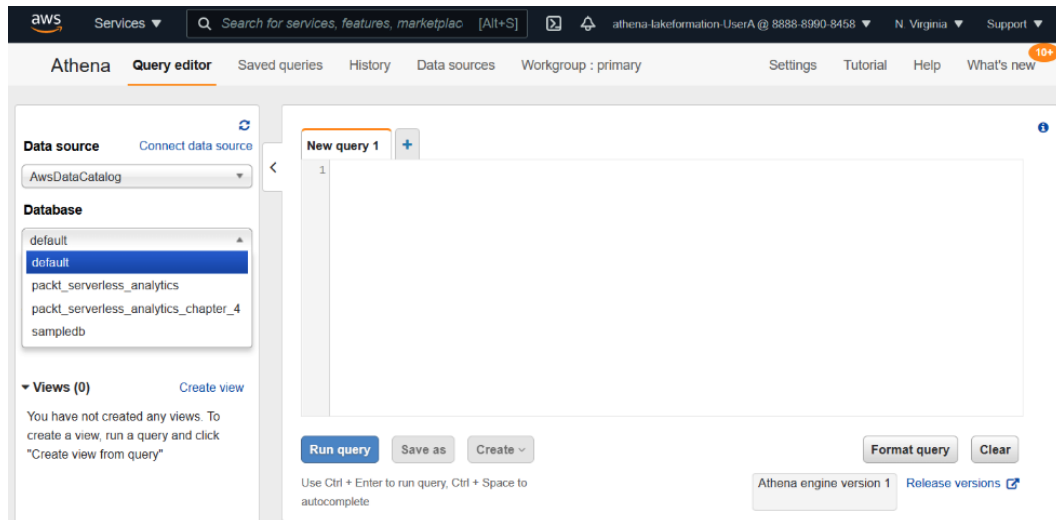 aws
Services ▼
Search for services, features, marketplac [Alt+S]
athena-lakeformation-UserA @ 8888-8990-8458 ▼
N. Virginia ▼
Support ▼
Athena
Query editor
Saved queries
History
Data sources
Workgroup : primary
Settings
Tutorial
Help
What's new
10+
Data source
Connect data source
AwsDataCatalog
Database
default
default
packt_serverless_analytics
packt_serverless_analytics_chapter_4
sampledb
Views (0)
Create view
You have not created any views. To
create a view, run a query and click
"Create view from query"
New query 1
+
1
Run query
Save as
Create
Format query
Clear
Use Ctrl + Enter to run query, Ctrl + Space to
autocomplete
Athena engine version 1
Release versions